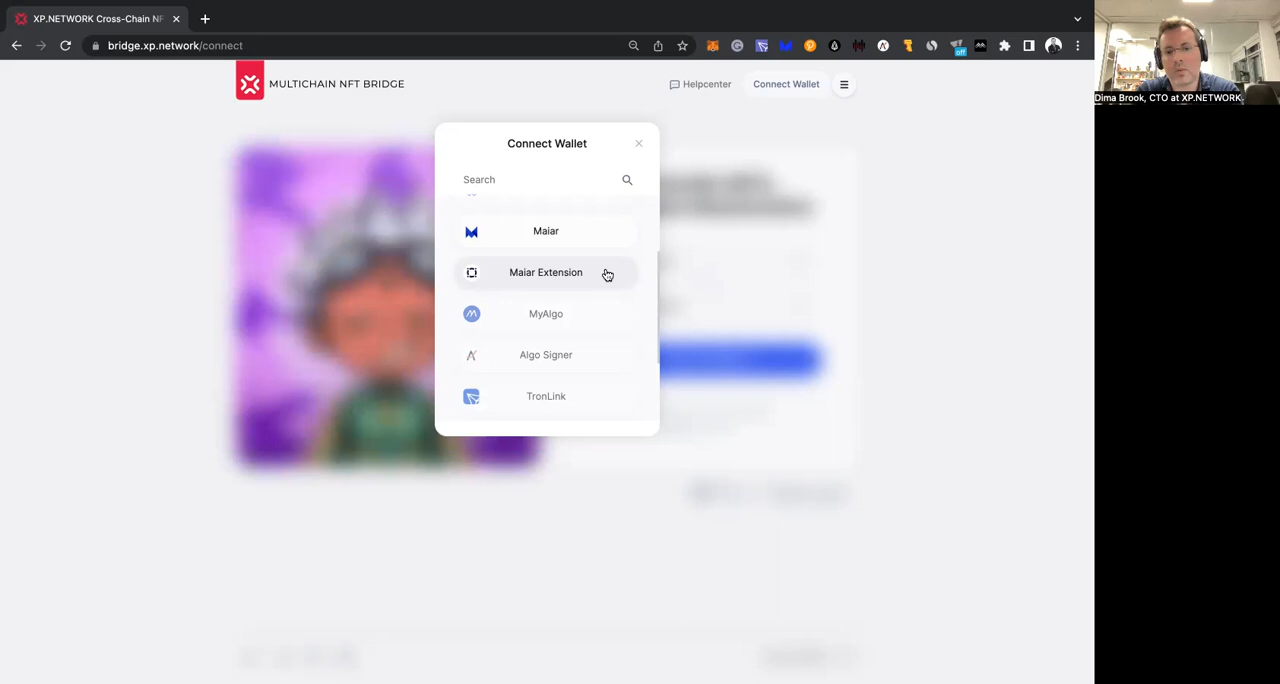 XP.NETWORK Cross-Chain NF
bridge.xp.network/connect
off
Dima Brook, CTO at XP.NETWORK
MULTICHAIN NFT BRIDGE
Helpcenter
Connect Wallet
Connect Wallet
Search
Maiar
Maiar Extension
MyAlgo
Algo Signer
TronLink